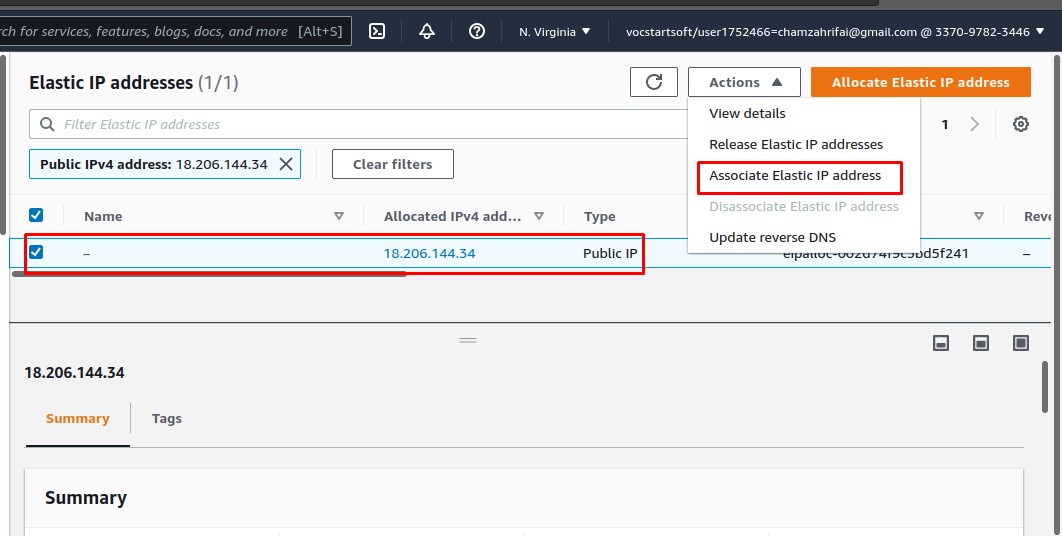 rch for services, features, blogs, docs, and more [Alt+S] N. Virginia vocstartsoft/user1752466=chamzahrifai@gmail.com @ 3370-9782-3446
Elastic IP addresses (1/1) Actions Allocate Elastic IP address
Filter Elastic IP addresses 1
Public IPv4 address: 18.206.144.34 Clear filters
View details
Release Elastic IP addresses
Associate Elastic IP address
Disassociate Elastic IP address
Update reverse DNS
Name Allocated IPv4 add... Type Reve
– 18.206.144.34 Public IP –
18.206.144.34
Summary Tags
Summary